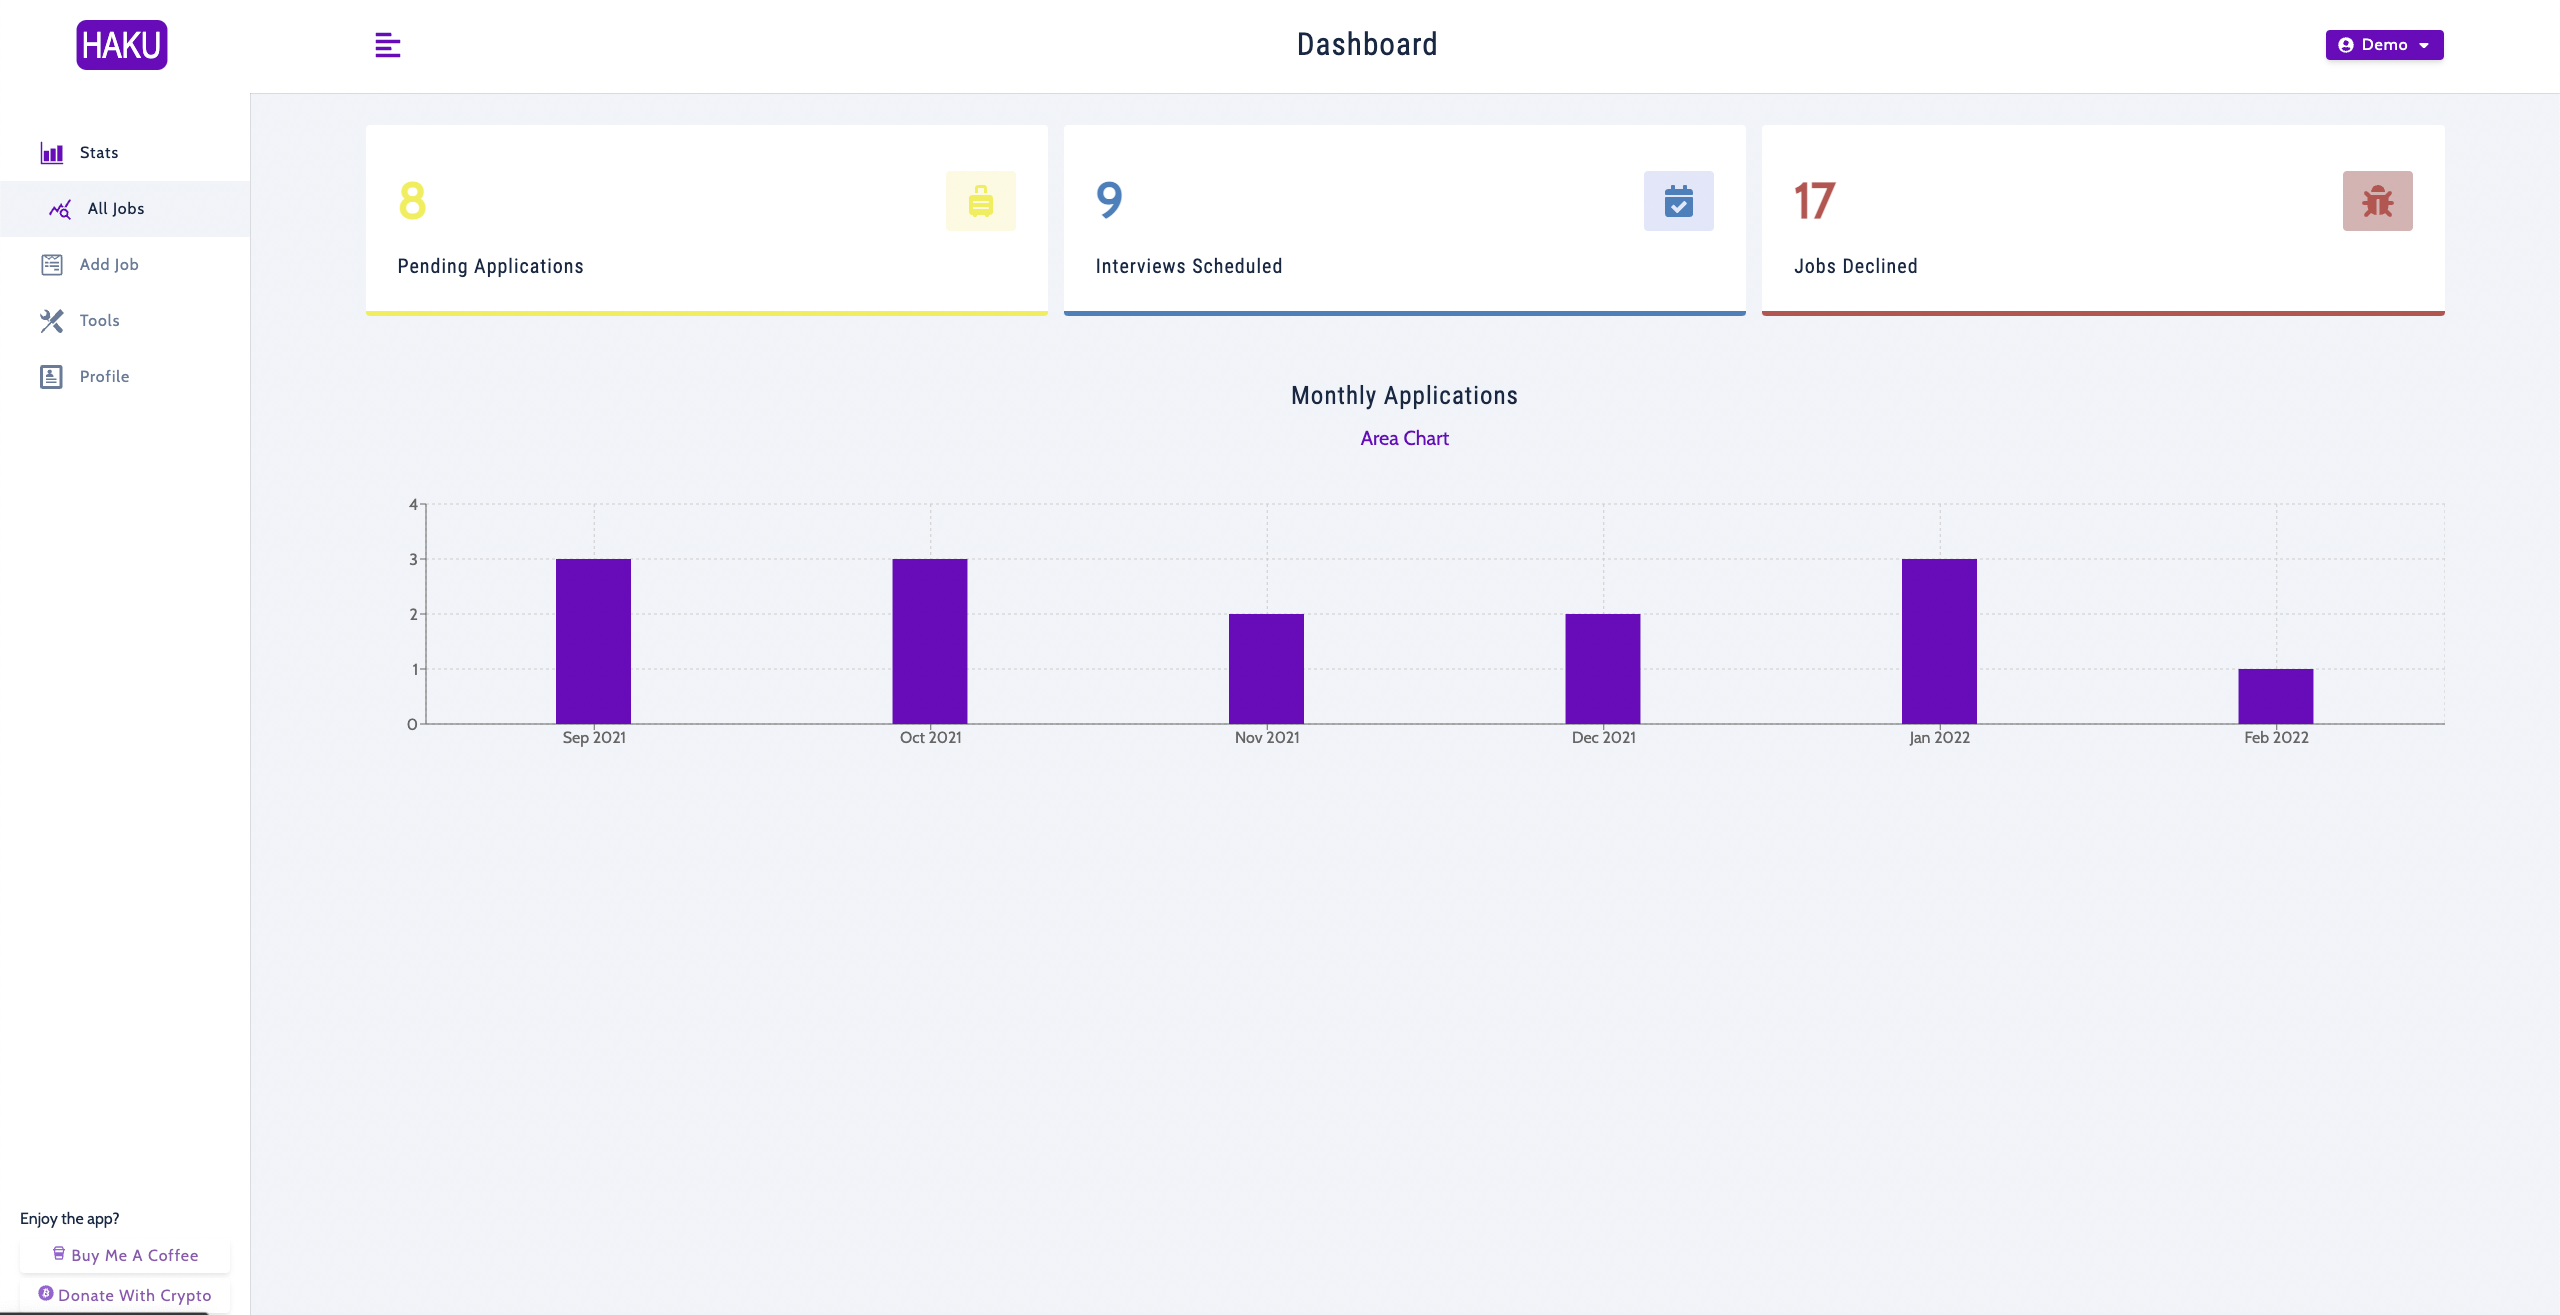 HAKU
Dashboard
Demo
Stats
All Jobs
Add Job
Tools
Profile
8
Pending Applications
9
Interviews Scheduled
17
Jobs Declined
Monthly Applications
Area Chart
4
3
2
1
0
Sep 2021 Oct 2021 Nov 2021 Dec 2021 Jan 2022 Feb 2022
Enjoy the app?
Buy Me A Coffee
Donate With Crypto